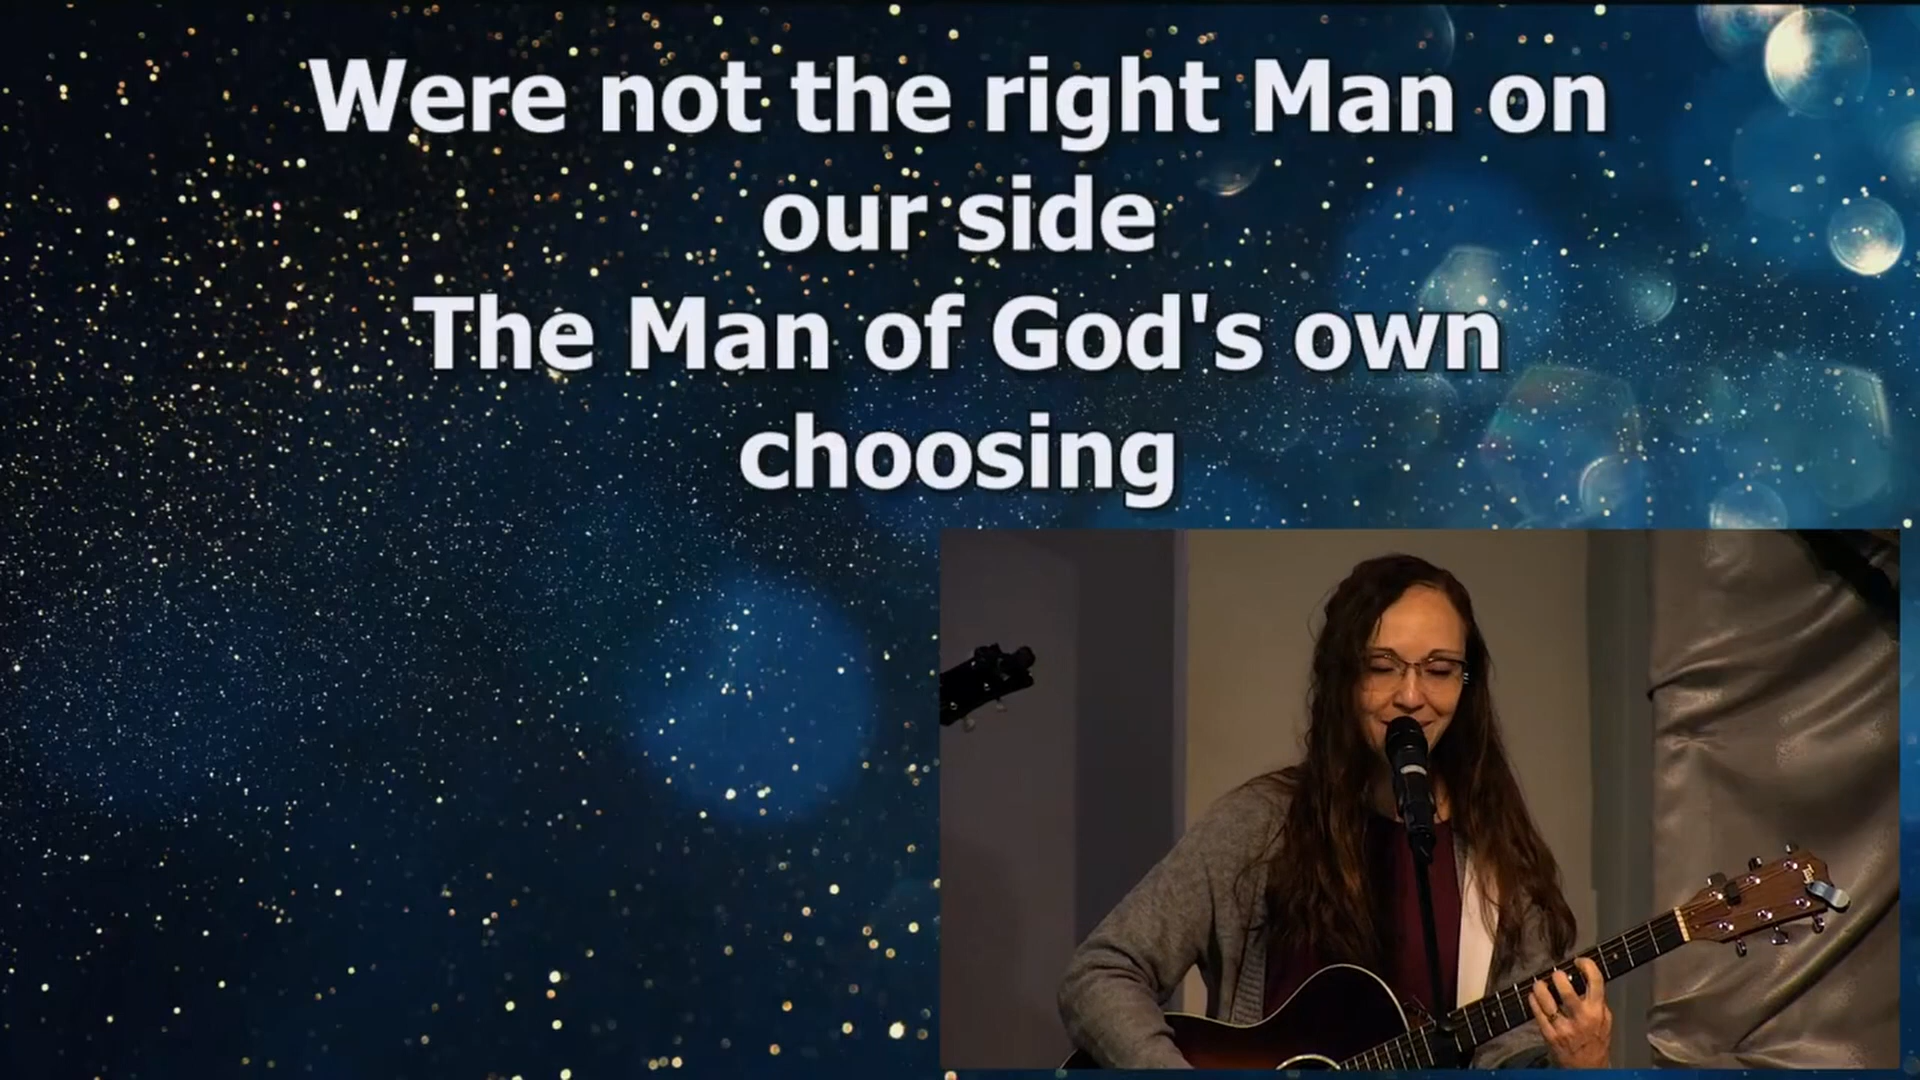 Were not the right Man on
our side
The Man of God's own
choosing